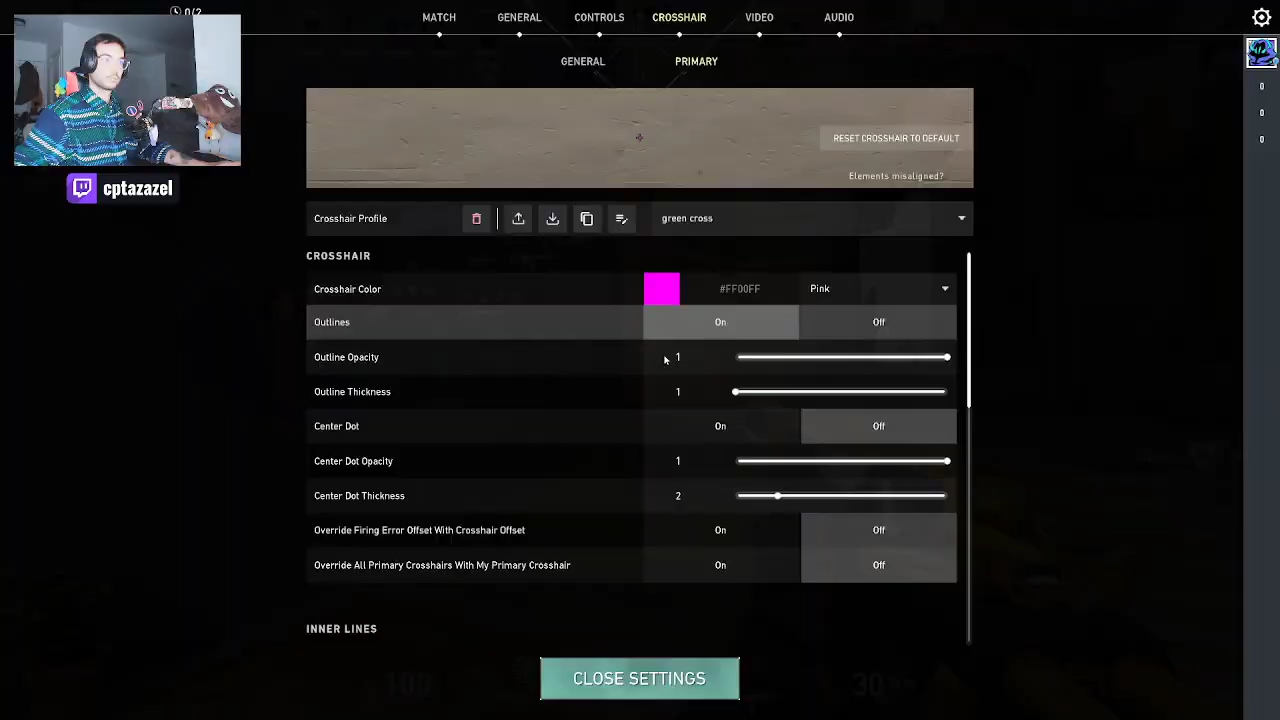 0/2
MATCH
GENERAL
CONTROLS
CROSSHAIR
VIDEO
AUDIO
GENERAL
PRIMARY
RESET CROSSHAIR TO DEFAULT
Elements misaligned?
cptazazel
Crosshair Profile
green cross
CROSSHAIR
Crosshair Color #FF00FF Pink
Outlines On Off
Outline Opacity 1
Outline Thickness 1
Center Dot On Off
Center Dot Opacity 1
Center Dot Thickness 2
Override Firing Error Offset With Crosshair Offset On Off
Override All Primary Crosshairs With My Primary Crosshair On Off
INNER LINES
CLOSE SETTINGS
100
30
0
0
0